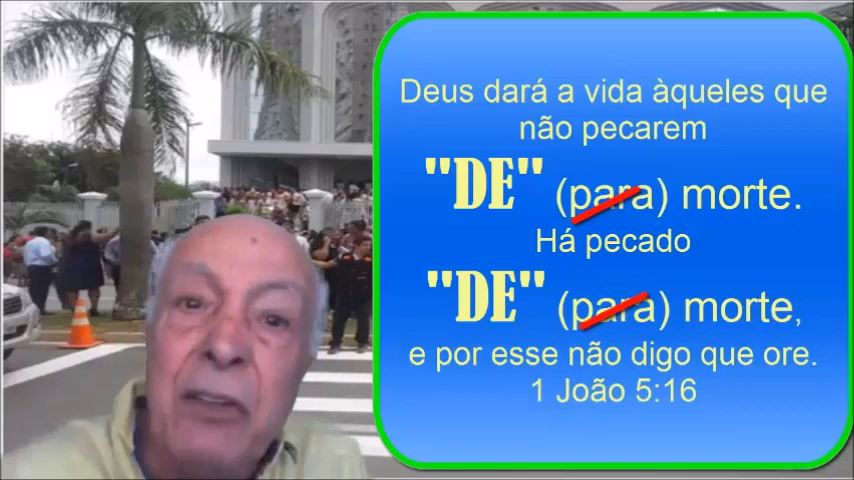 Deus dará a vida àqueles que
não pecarem
"DE" (para) morte.
Há pecado
"DE" (para) morte,
e por esse não digo que ore.
1 João 5:16